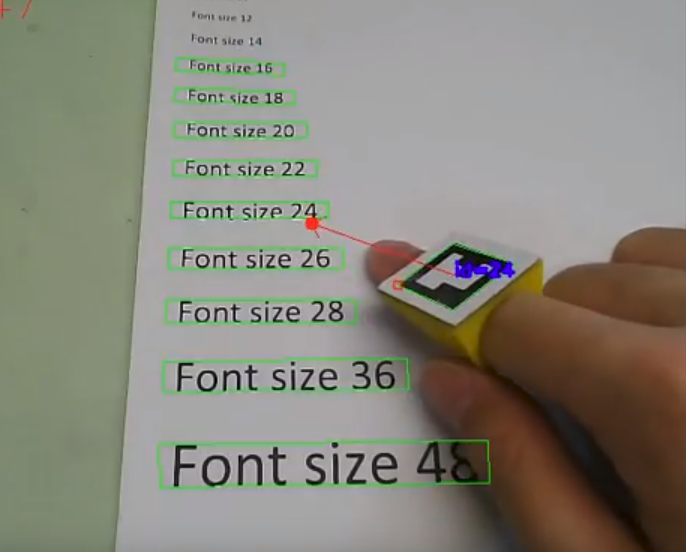 Font size 12
Font size 14
Font size 16
Font size 18
Font size 20
Font size 22
Font size 24
Font size 26
id=24
Font size 28
Font size 36
Font size 48